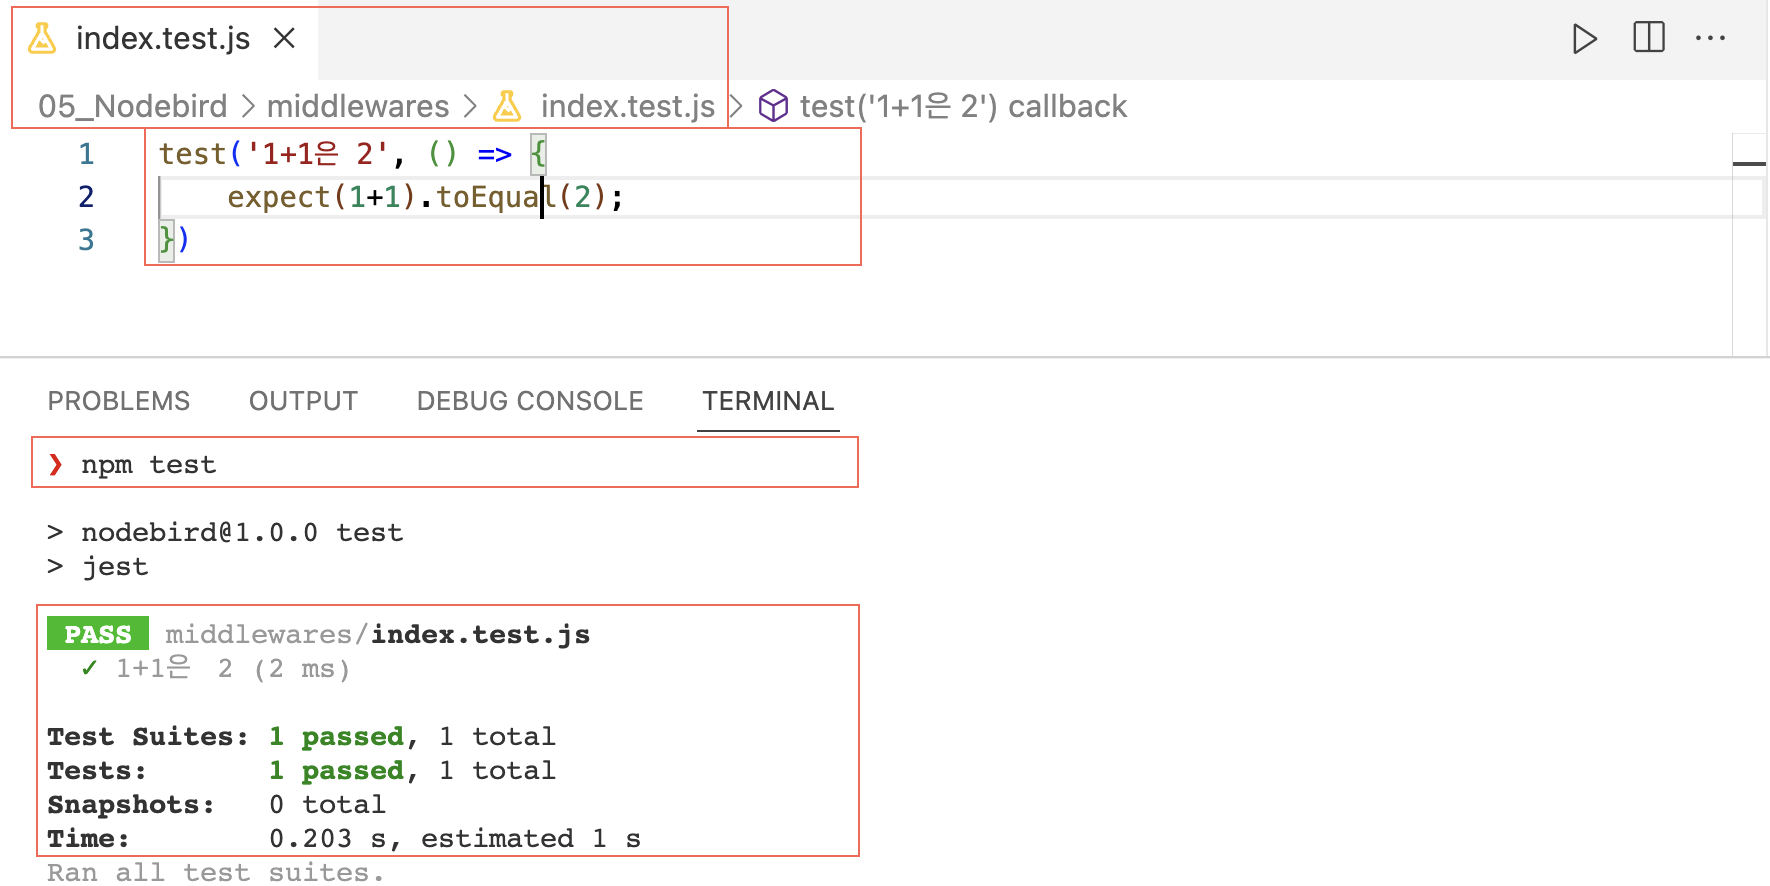 index.test.js
05_Nodebird > middlewares > index.test.js > test('1+1은 2') callback
1 test('1+1은 2', () => {
2 expect(1+1).toEqual(2);
3 })
PROBLEMS OUTPUT DEBUG CONSOLE TERMINAL
❯ npm test
> nodebird@1.0.0 test
> jest
PASS middlewares/index.test.js
✓ 1+1은 2 (2 ms)
Test Suites: 1 passed, 1 total
Tests: 1 passed, 1 total
Snapshots: 0 total
Time: 0.203 s, estimated 1 s
Ran all test suites.